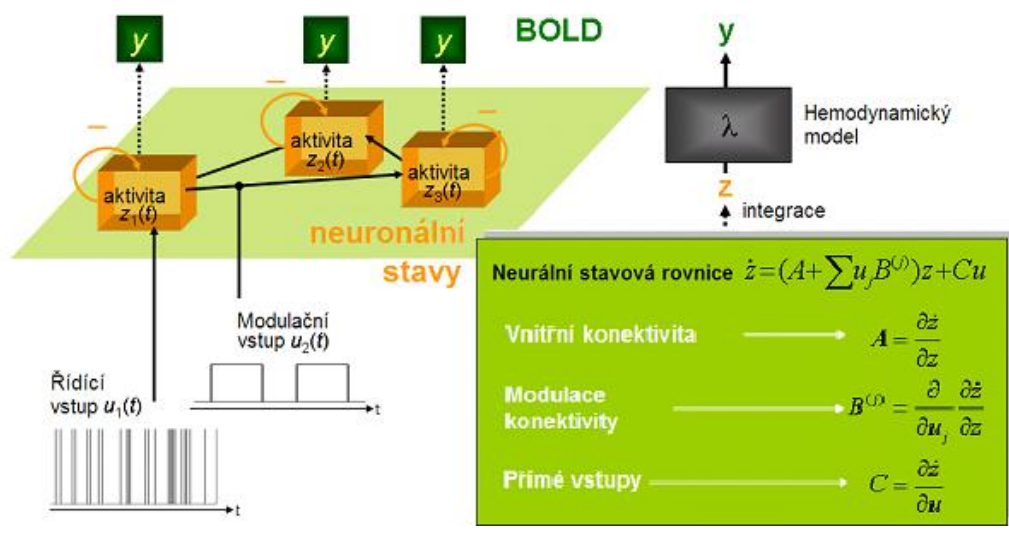 y
y
y
BOLD
y
λ
Hemodynamický
model
z
integrace
–
–
–
aktivita
z₁(t)
aktivita
z₂(t)
aktivita
z₃(t)
neuronální
stavy
Modulační
vstup u₂(t)
t
Řídící
vstup u₁(t)
t
Neurální stavová rovnice ż=(A+∑uⱼB⁽ʲ⁾)z+Cu
Vnitřní konektivita A = ∂ż/∂z
Modulace
konektivity B⁽ʲ⁾ = ∂/∂uⱼ ∂ż/∂z
Přímé vstupy C = ∂ż/∂u